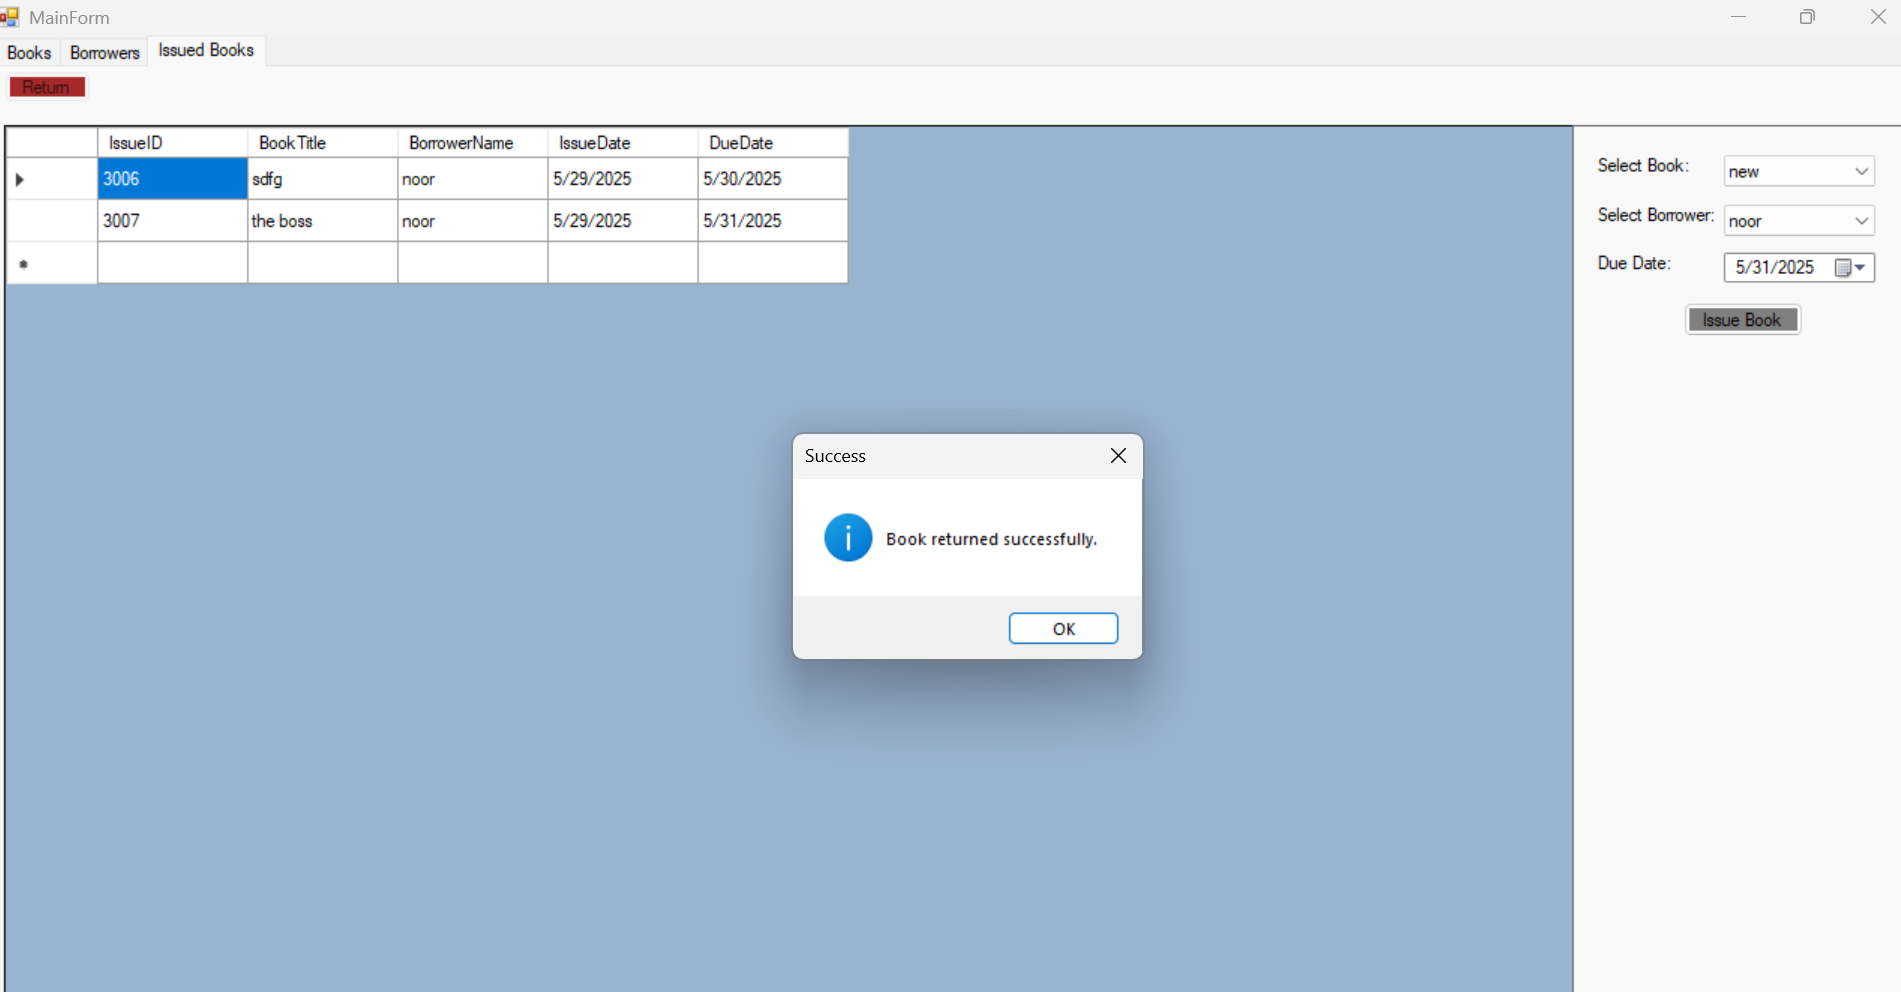 MainForm
Books Borrowers Issued Books
Return
IssueID BookTitle BorrowerName IssueDate DueDate
3006 sdfg noor 5/29/2025 5/30/2025
3007 the boss noor 5/29/2025 5/31/2025
Select Book: new
Select Borrower: noor
Due Date: 5/31/2025
Issue Book
Success
Book returned successfully.
OK